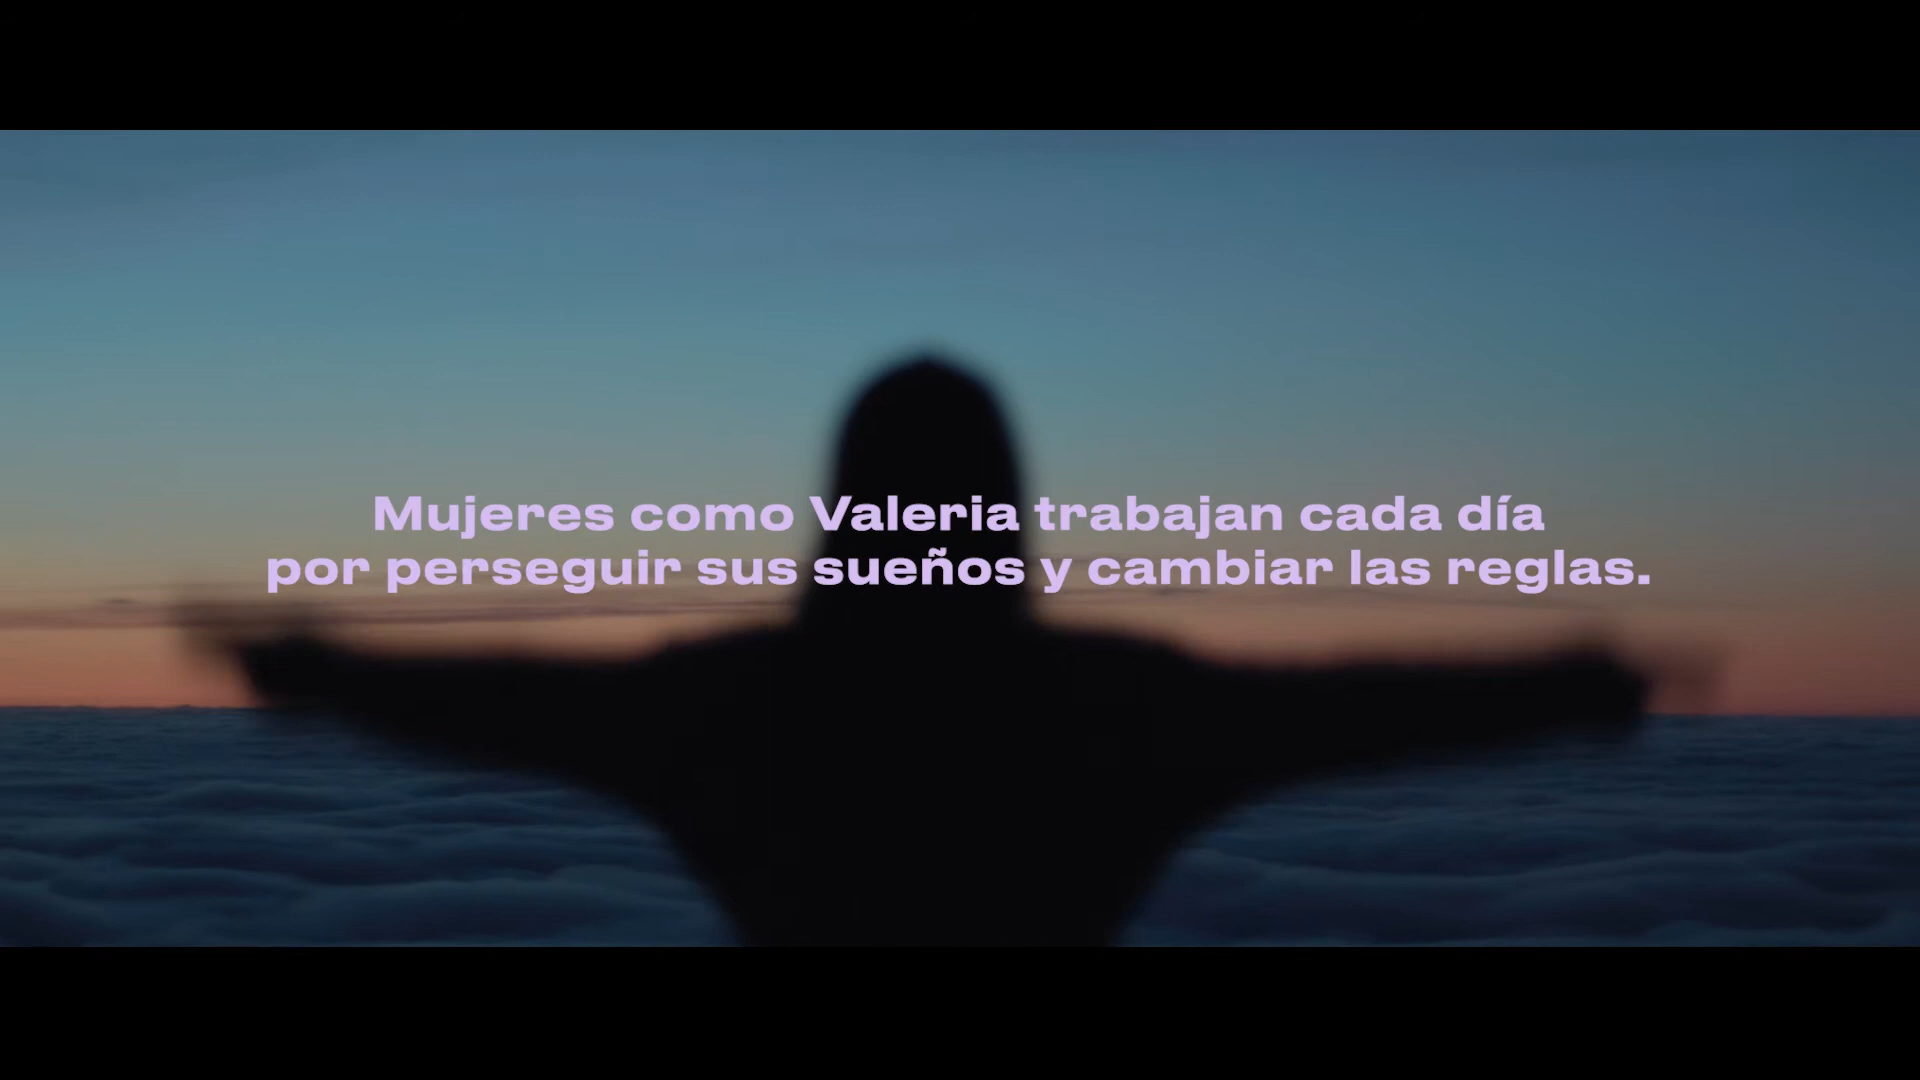 Mujeres como Valeria trabajan cada día
por perseguir sus sueños y cambiar las reglas.